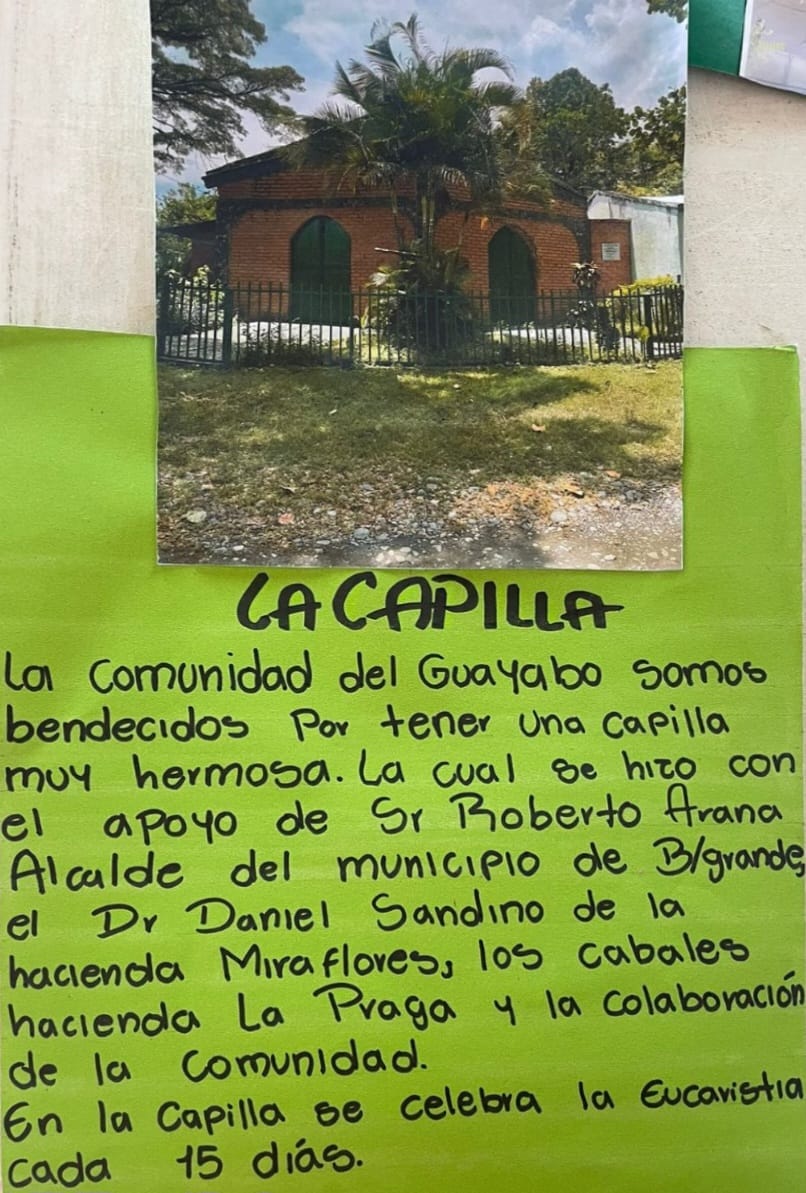 LA CAPILLA
La comunidad del Guayabo somos
bendecidos por tener una capilla
muy hermosa. La cual se hizo con
el apoyo de Sr Roberto Arana
Alcalde del municipio de B/grande,
el Dr Daniel Sandino de la
hacienda Miraflores, los cabales
hacienda La Praga y la colaboración
de la comunidad.
En la Capilla se celebra la Eucaristia
cada 15 diás.